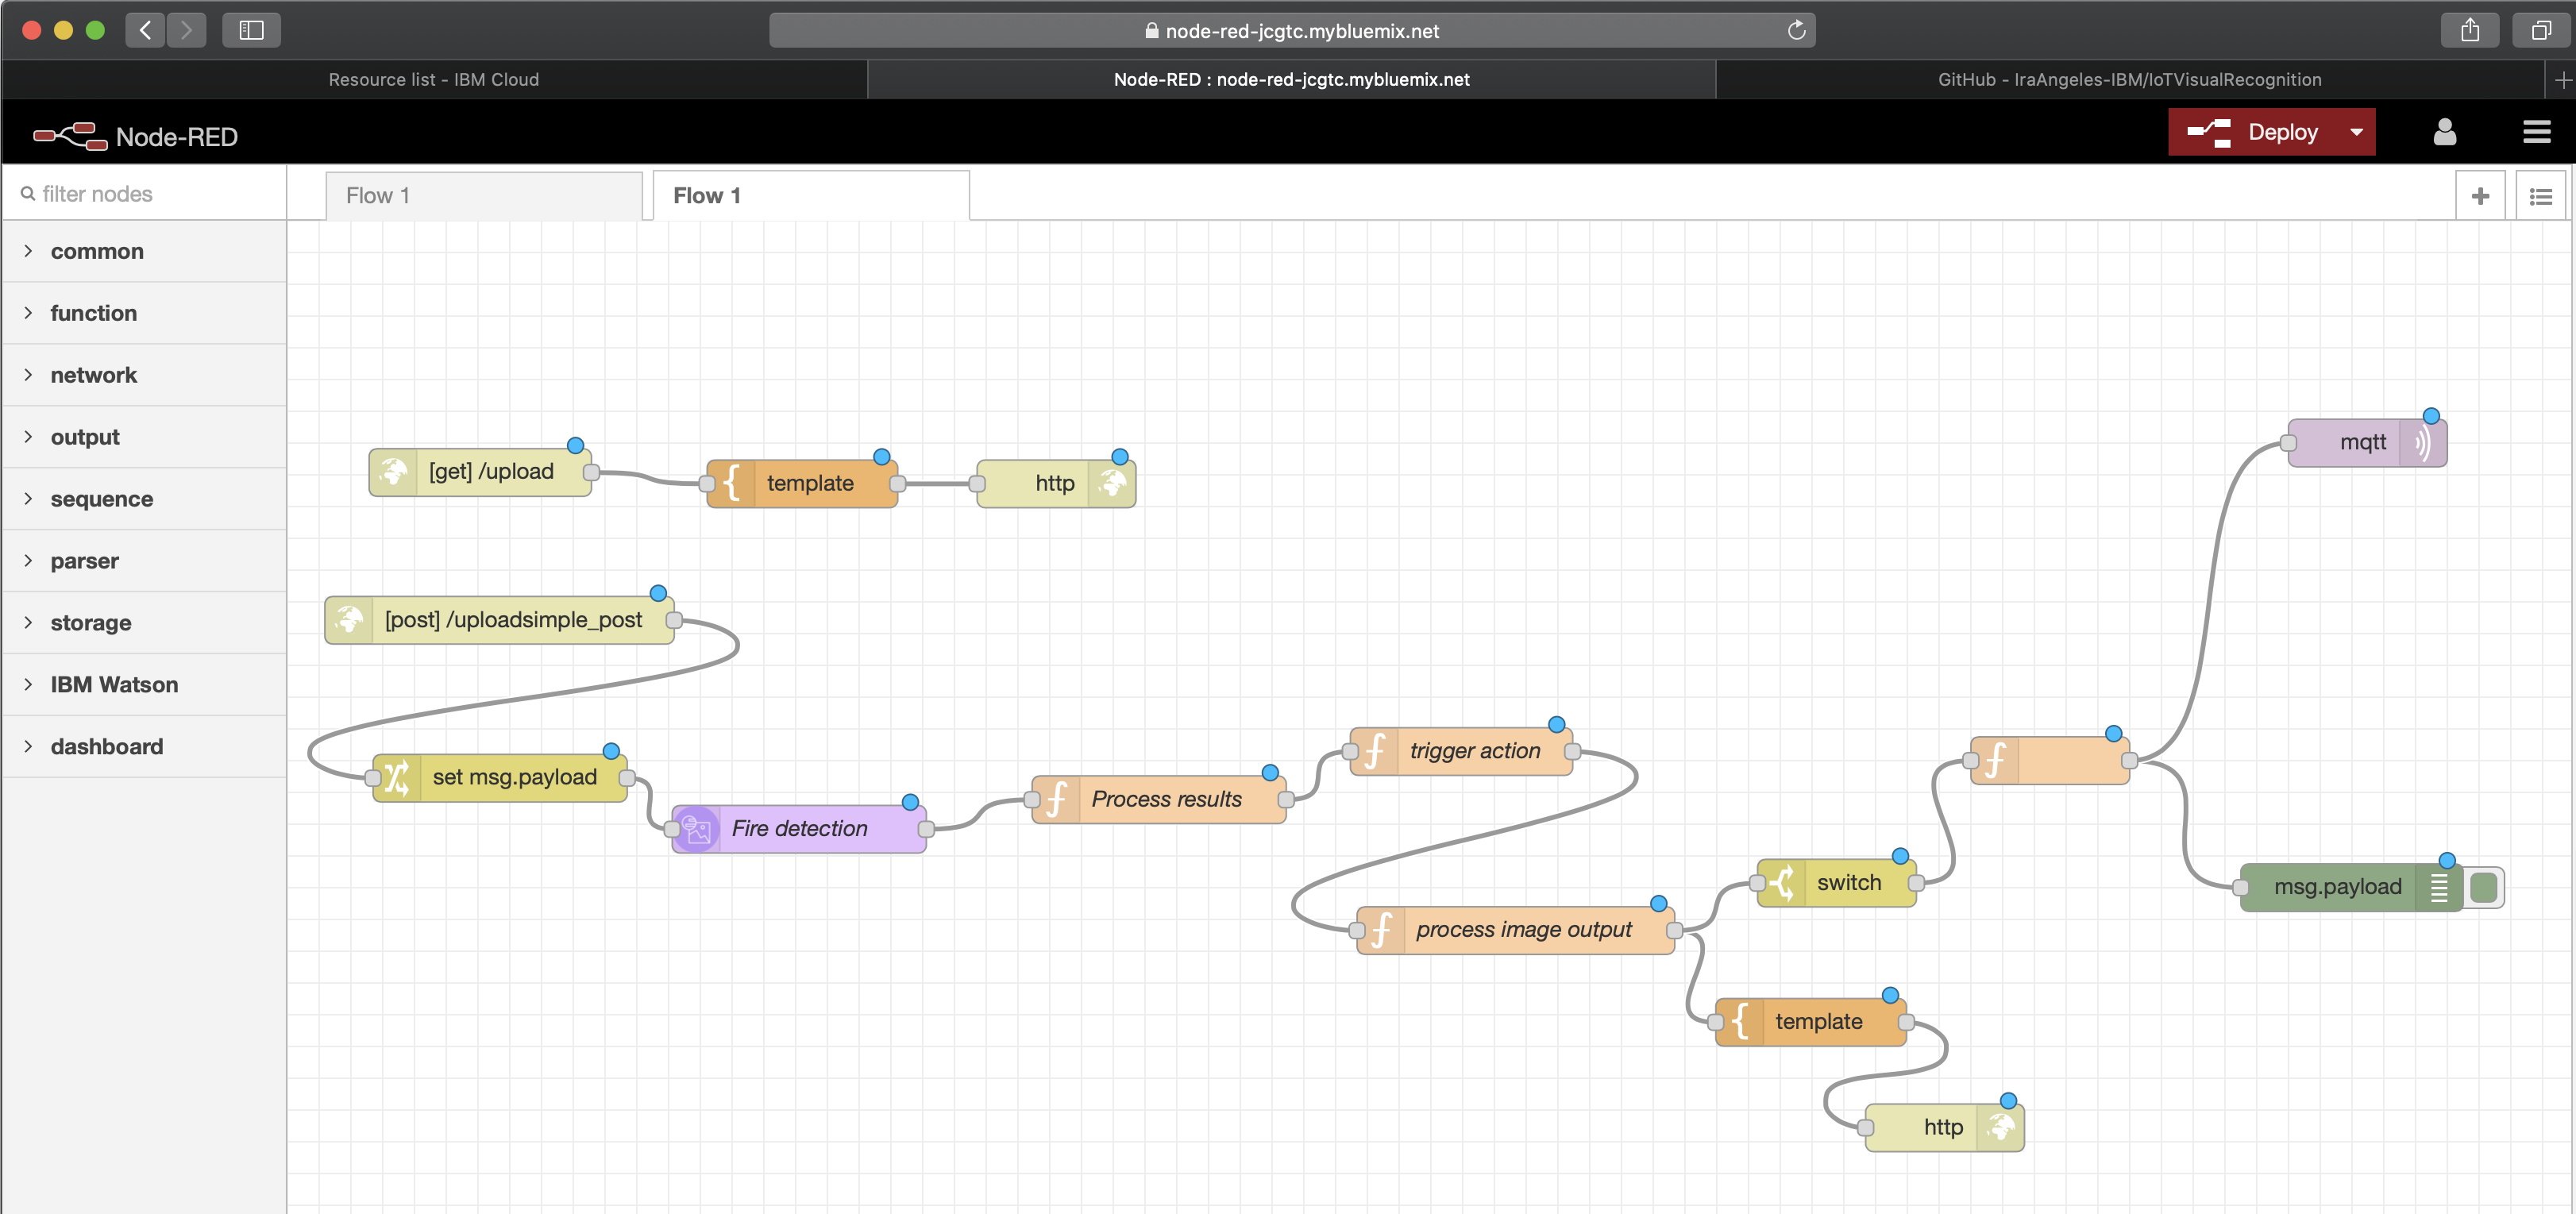 node-red-jcgtc.mybluemix.net
Resource list - IBM Cloud
Node-RED : node-red-jcgtc.mybluemix.net
GitHub - IraAngeles-IBM/IoTVisualRecognition
Node-RED
Deploy
filter nodes
Flow 1
Flow 1
common
function
network
output
sequence
parser
storage
IBM Watson
dashboard
[get] /upload
template
http
mqtt
[post] /uploadsimple_post
set msg.payload
Fire detection
Process results
trigger action
process image output
switch
msg.payload
template
http